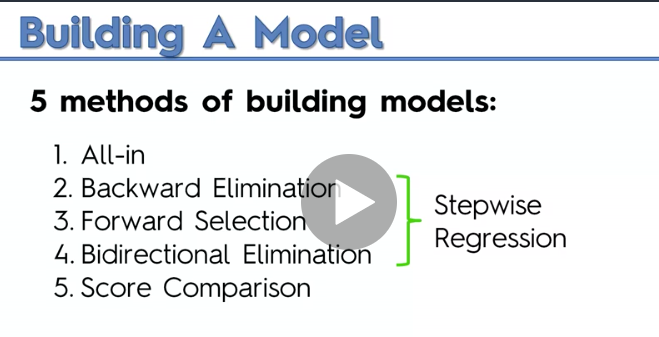 Building A Model
5 methods of building models:
1. All-in
2. Backward Elimination
3. Forward Selection
4. Bidirectional Elimination
5. Score Comparison
Stepwise
Regression